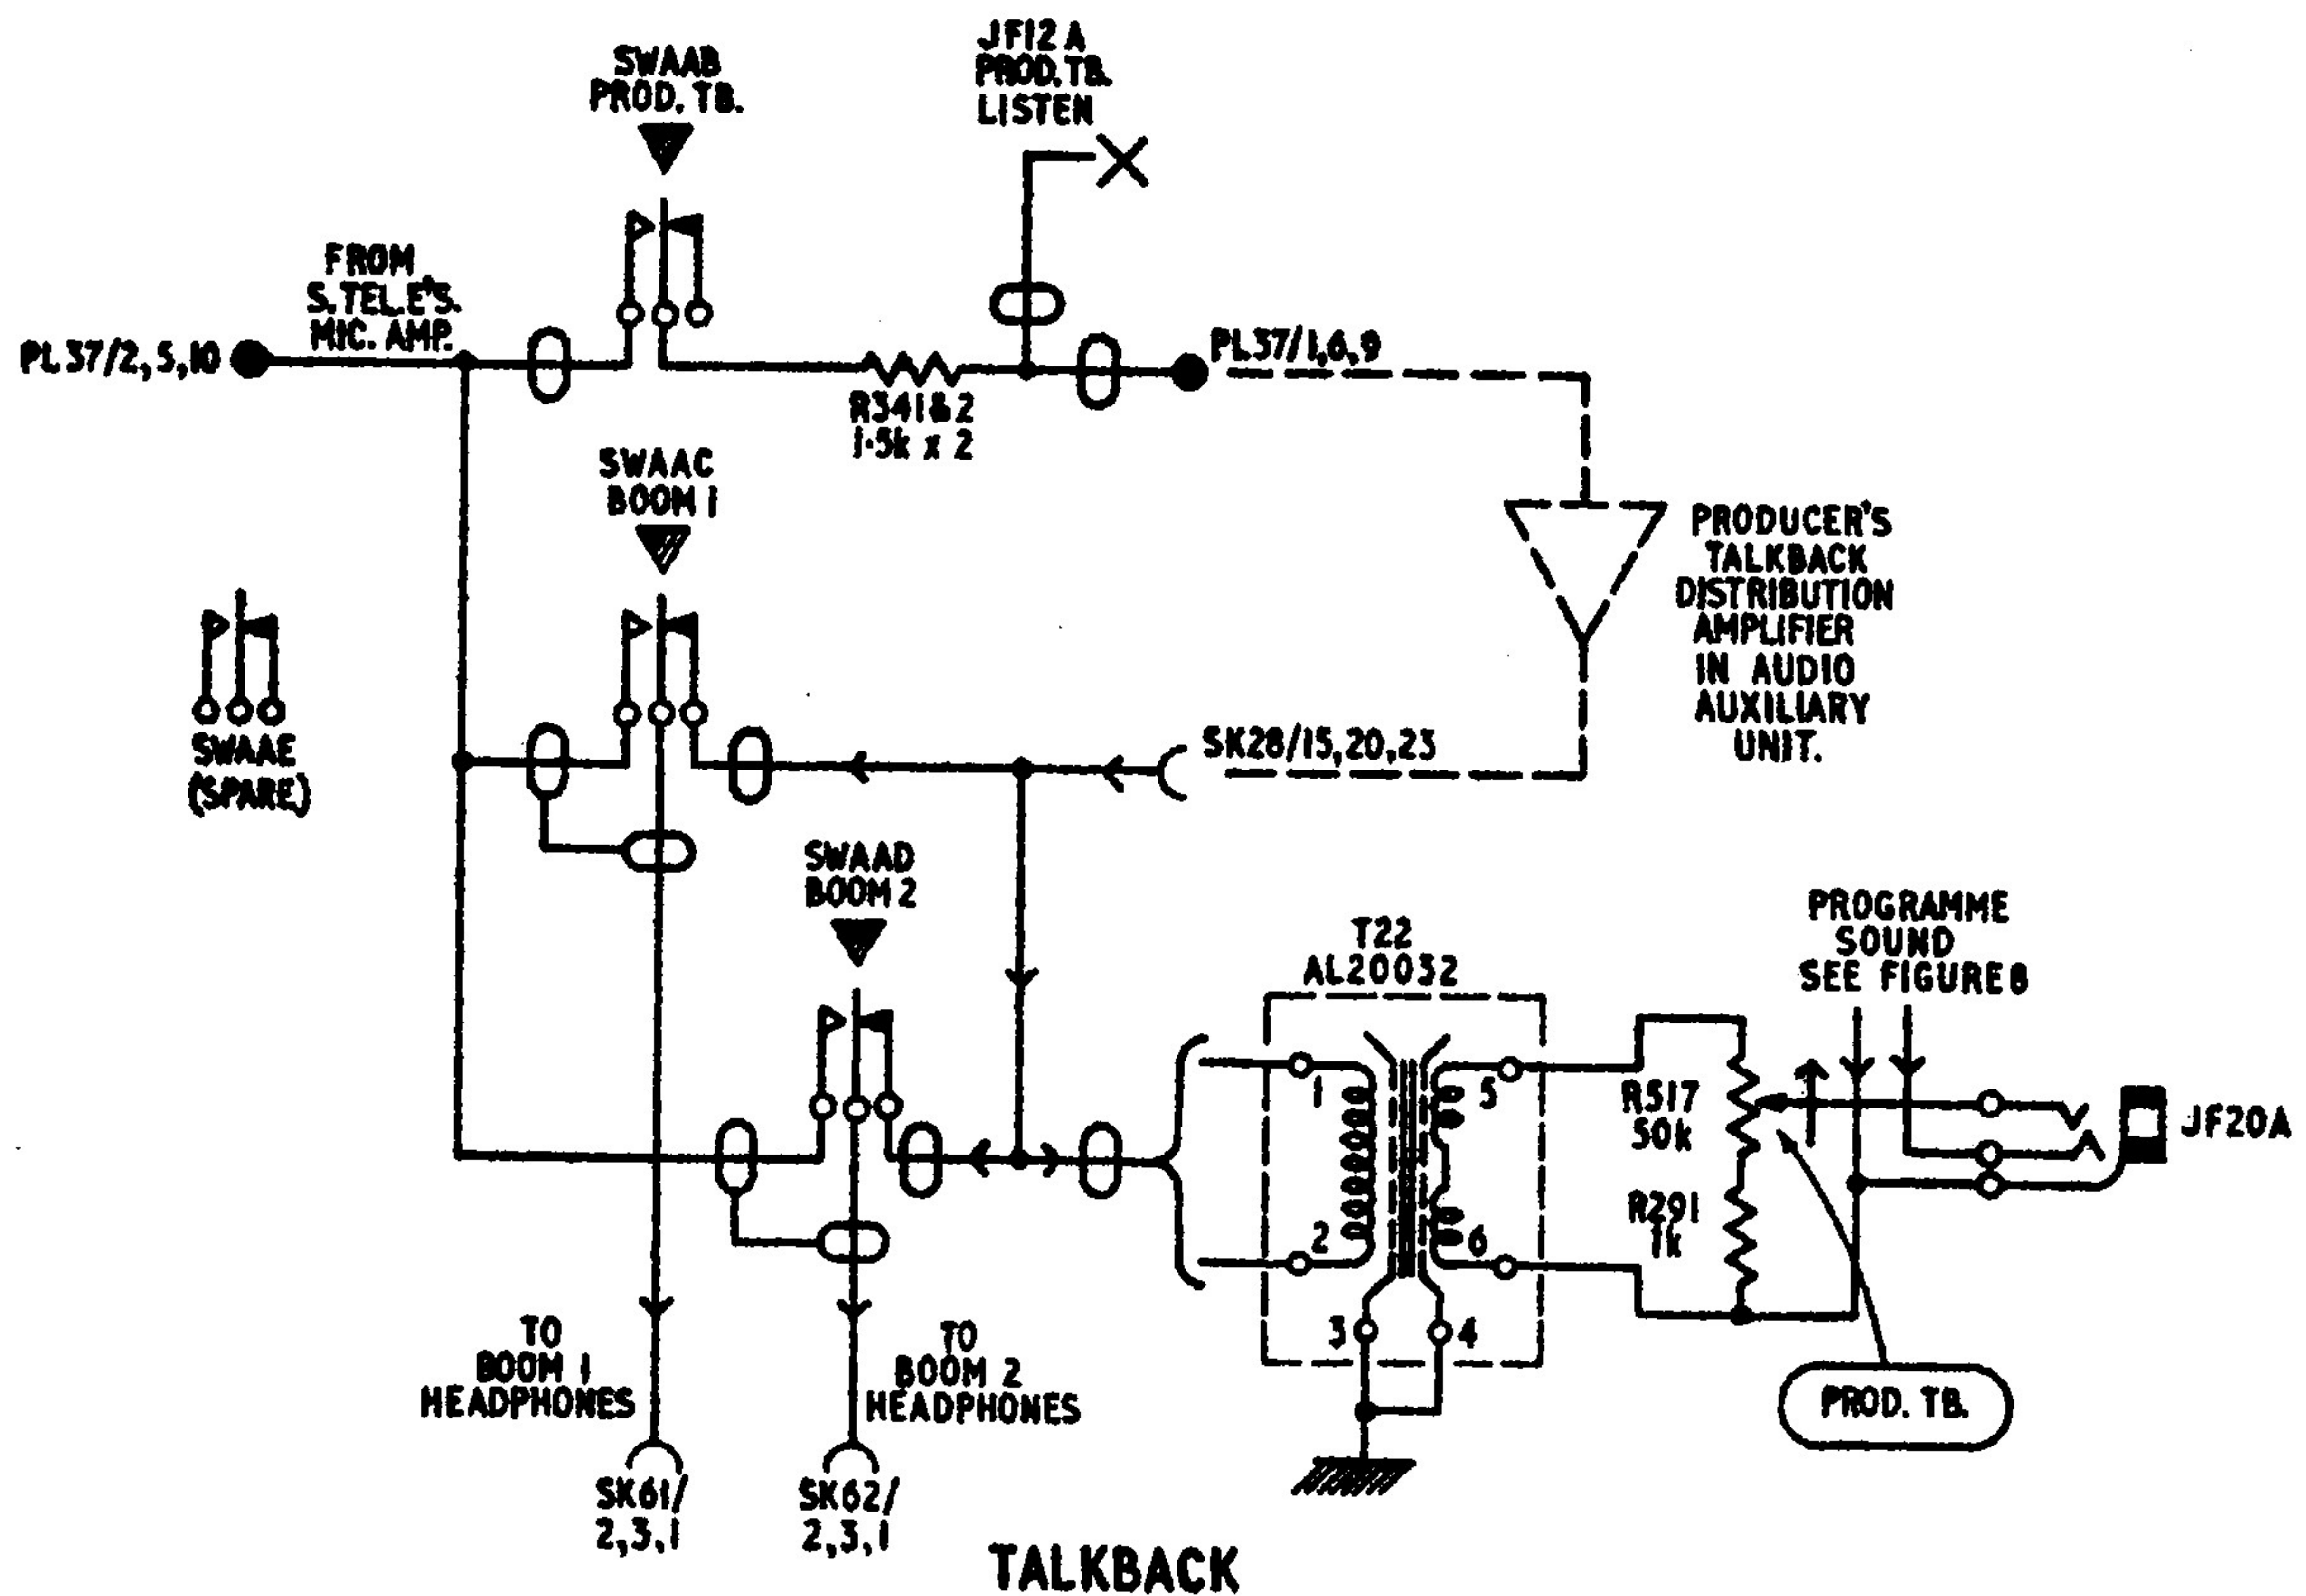 SWAAB
PROD. TB.
JF12A
PROD. TB.
LISTEN
FROM
S.TEL.E'S.
MIC. AMP.
PL37/2,5,10
PL37/1,6,9
R341&2
1·5k x 2
SWAAC
BOOM 1
PRODUCER'S
TALKBACK
DISTRIBUTION
AMPLIFIER
IN AUDIO
AUXILIARY
UNIT.
SWAAE
(SPARE)
SK28/15,20,23
SWAAD
BOOM 2
T22
AL20032
PROGRAMME
SOUND
SEE FIGURE 8
1
5
R517
50k
JF20A
2
6
R291
1k
3
4
TO
BOOM 1
HEADPHONES
TO
BOOM 2
HEADPHONES
PROD. TB.
SK61/
2,3,1
SK62/
2,3,1
TALKBACK